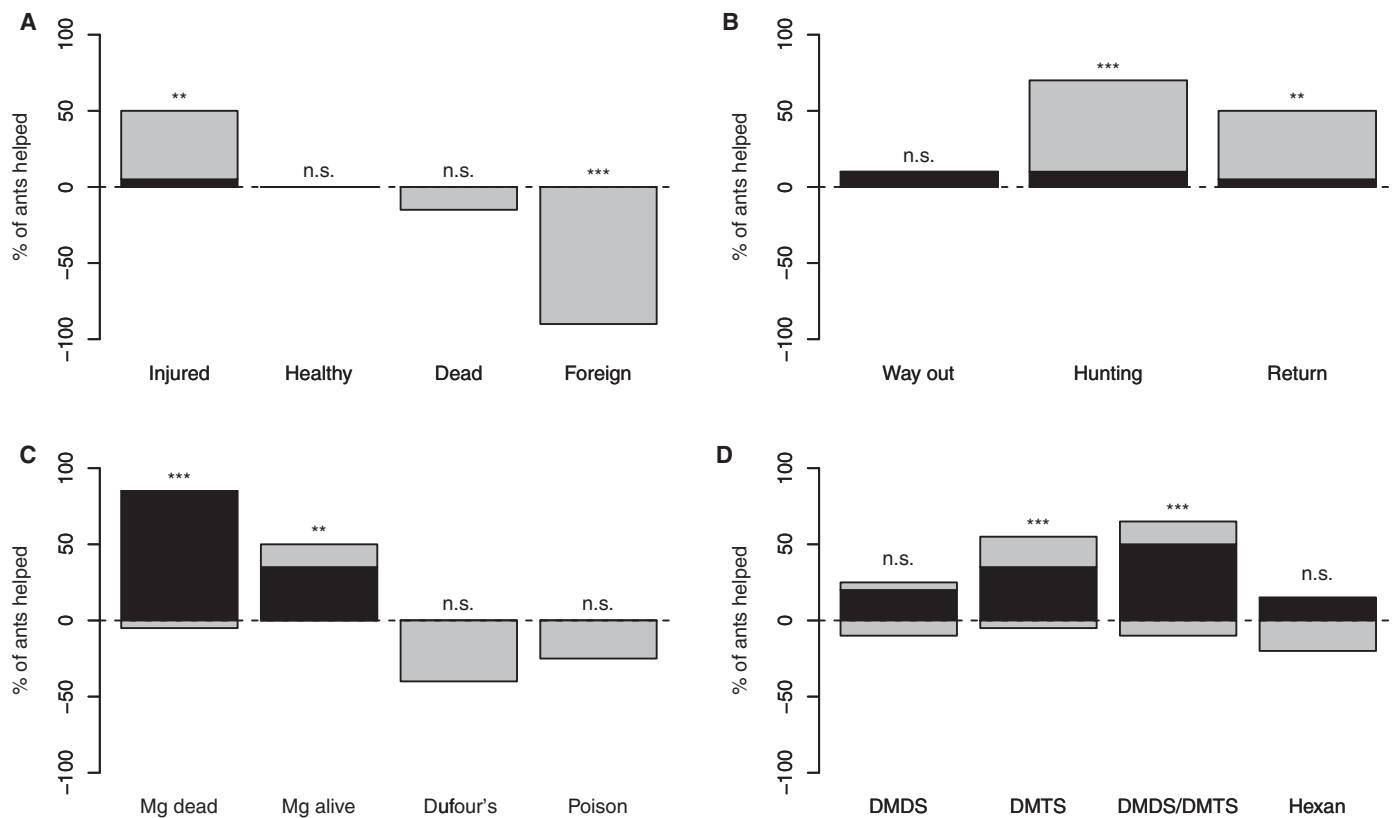 A
% of ants helped
100
50
0
−50
−100
**
n.s.
n.s.
***
Injured
Healthy
Dead
Foreign
B
% of ants helped
100
50
0
−50
−100
n.s.
***
**
Way out
Hunting
Return
C
% of ants helped
100
50
0
−50
−100
***
**
n.s.
n.s.
Mg dead
Mg alive
Dufour's
Poison
D
% of ants helped
100
50
0
−50
−100
n.s.
***
***
n.s.
DMDS
DMTS
DMDS/DMTS
Hexan